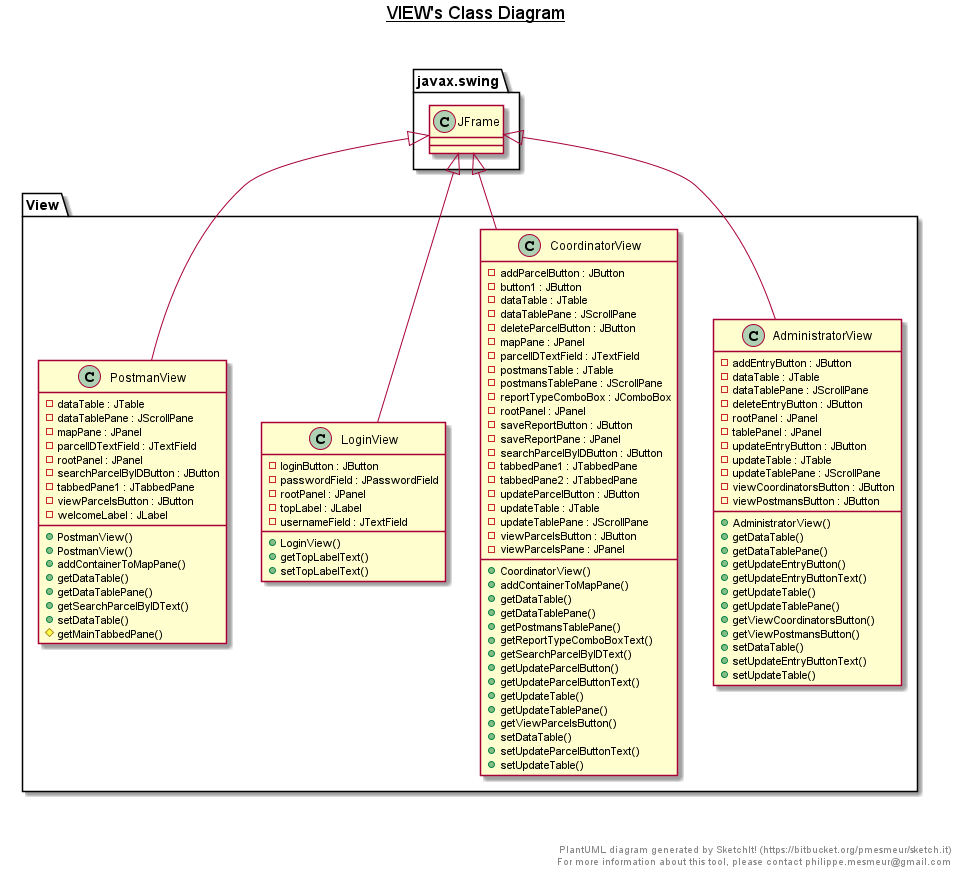 VIEW's Class Diagram
javax.swing
C JFrame
View
C PostmanView
dataTable : JTable
dataTablePane : JScrollPane
mapPane : JPanel
parcelIDTextField : JTextField
rootPanel : JPanel
searchParcelByIDButton : JButton
tabbedPane1 : JTabbedPane
viewParcelsButton : JButton
welcomeLabel : JLabel
PostmanView()
PostmanView()
addContainerToMapPane()
getDataTable()
getDataTablePane()
getSearchParcelByIDText()
setDataTable()
getMainTabbedPane()
C LoginView
loginButton : JButton
passwordField : JPasswordField
rootPanel : JPanel
topLabel : JLabel
usernameField : JTextField
LoginView()
getTopLabelText()
setTopLabelText()
C CoordinatorView
addParcelButton : JButton
button1 : JButton
dataTable : JTable
dataTablePane : JScrollPane
deleteParcelButton : JButton
mapPane : JPanel
parcelIDTextField : JTextField
postmansTable : JTable
postmansTablePane : JScrollPane
reportTypeComboBox : JComboBox
rootPanel : JPanel
saveReportButton : JButton
saveReportPane : JPanel
searchParcelByIDButton : JButton
tabbedPane1 : JTabbedPane
tabbedPane2 : JTabbedPane
updateParcelButton : JButton
updateTable : JTable
updateTablePane : JScrollPane
viewParcelsButton : JButton
viewParcelsPane : JPanel
CoordinatorView()
addContainerToMapPane()
getDataTable()
getDataTablePane()
getPostmansTablePane()
getReportTypeComboBoxText()
getSearchParcelByIDText()
getUpdateParcelButton()
getUpdateParcelButtonText()
getUpdateTable()
getUpdateTablePane()
getViewParcelsButton()
setDataTable()
setUpdateParcelButtonText()
setUpdateTable()
C AdministratorView
addEntryButton : JButton
dataTable : JTable
dataTablePane : JScrollPane
deleteEntryButton : JButton
rootPanel : JPanel
tablePanel : JPanel
updateEntryButton : JButton
updateTable : JTable
updateTablePane : JScrollPane
viewCoordinatorsButton : JButton
viewPostmansButton : JButton
AdministratorView()
getDataTable()
getDataTablePane()
getUpdateEntryButton()
getUpdateEntryButtonText()
getUpdateTable()
getUpdateTablePane()
getViewCoordinatorsButton()
getViewPostmansButton()
setDataTable()
setUpdateEntryButtonText()
setUpdateTable()
PlantUML diagram generated by SketchIt! (https://bitbucket.org/pmesmeur/sketch.it)
For more information about this tool, please contact philippe.mesmeur@gmail.com